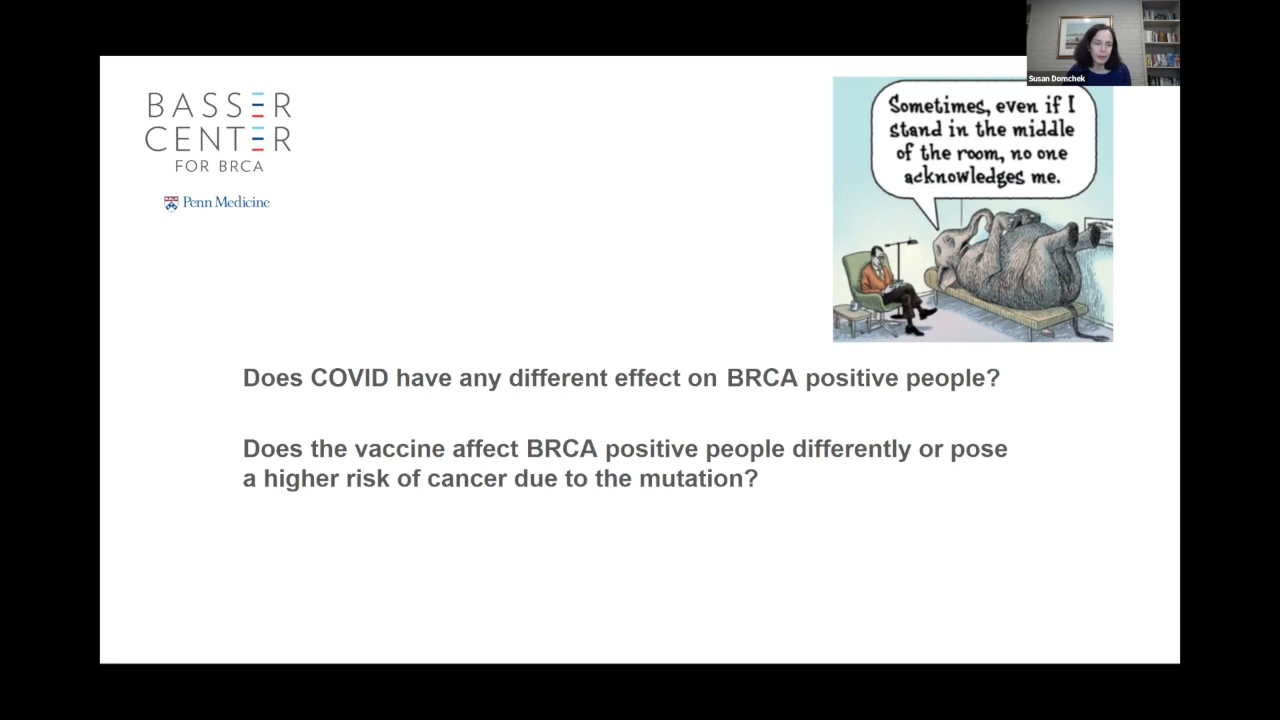 BASSER
CENTER
FOR BRCA
Penn Medicine
Susan Domchek
Sometimes, even if I
stand in the middle
of the room, no one
acknowledges me.
Does COVID have any different effect on BRCA positive people?
Does the vaccine affect BRCA positive people differently or pose
a higher risk of cancer due to the mutation?